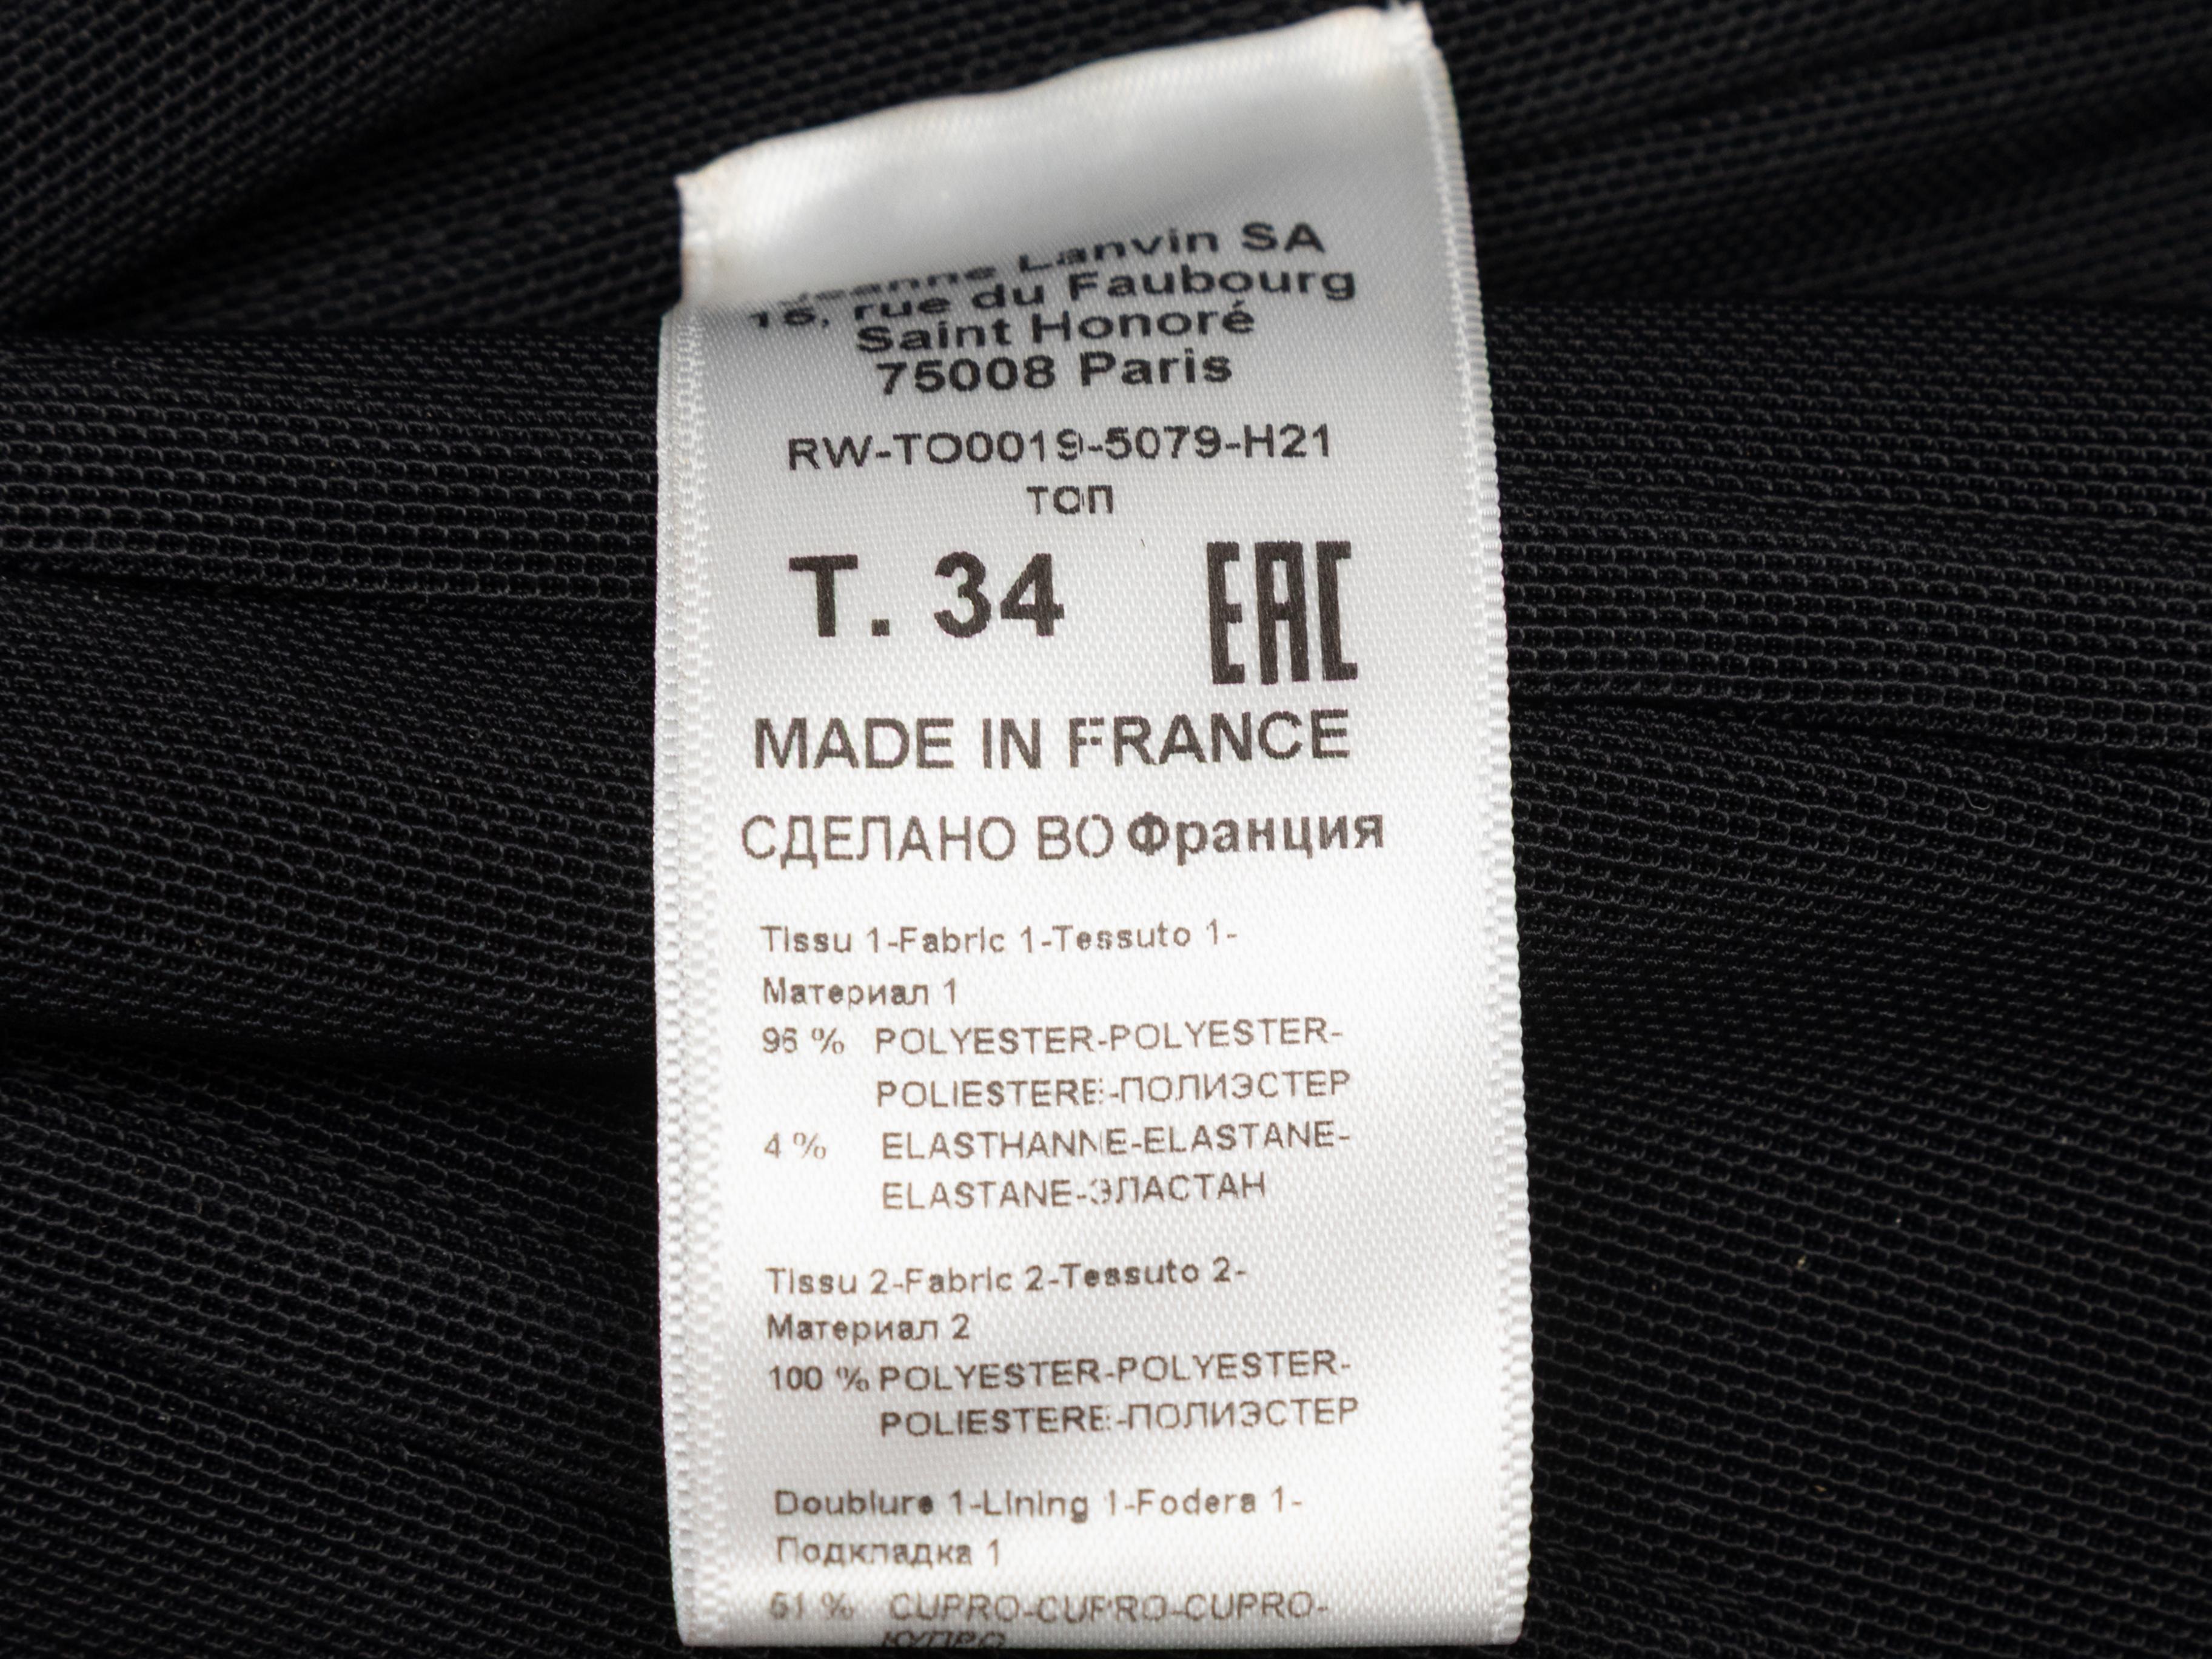 Jeanne Lanvin SA
15, rue du Faubourg
Saint Honoré
75008 Paris
RW-TO0019-5079-H21
топ
T. 34 EAC
MADE IN FRANCE
СДЕЛАНО ВО Франция
Tissu 1-Fabric 1-Tessuto 1-
Материал 1
96 % POLYESTER-POLYESTER-
POLIESTERE-ПОЛИЭСТЕР
4 % ELASTHANNE-ELASTANE-
ELASTANE-ЭЛАСТАН
Tissu 2-Fabric 2-Tessuto 2-
Материал 2
100 % POLYESTER-POLYESTER-
POLIESTERE-ПОЛИЭСТЕР
Doublure 1-Lining 1-Fodera 1-
Подкладка 1
CUPRO-CUPRO-CUPRO-
КУПРО